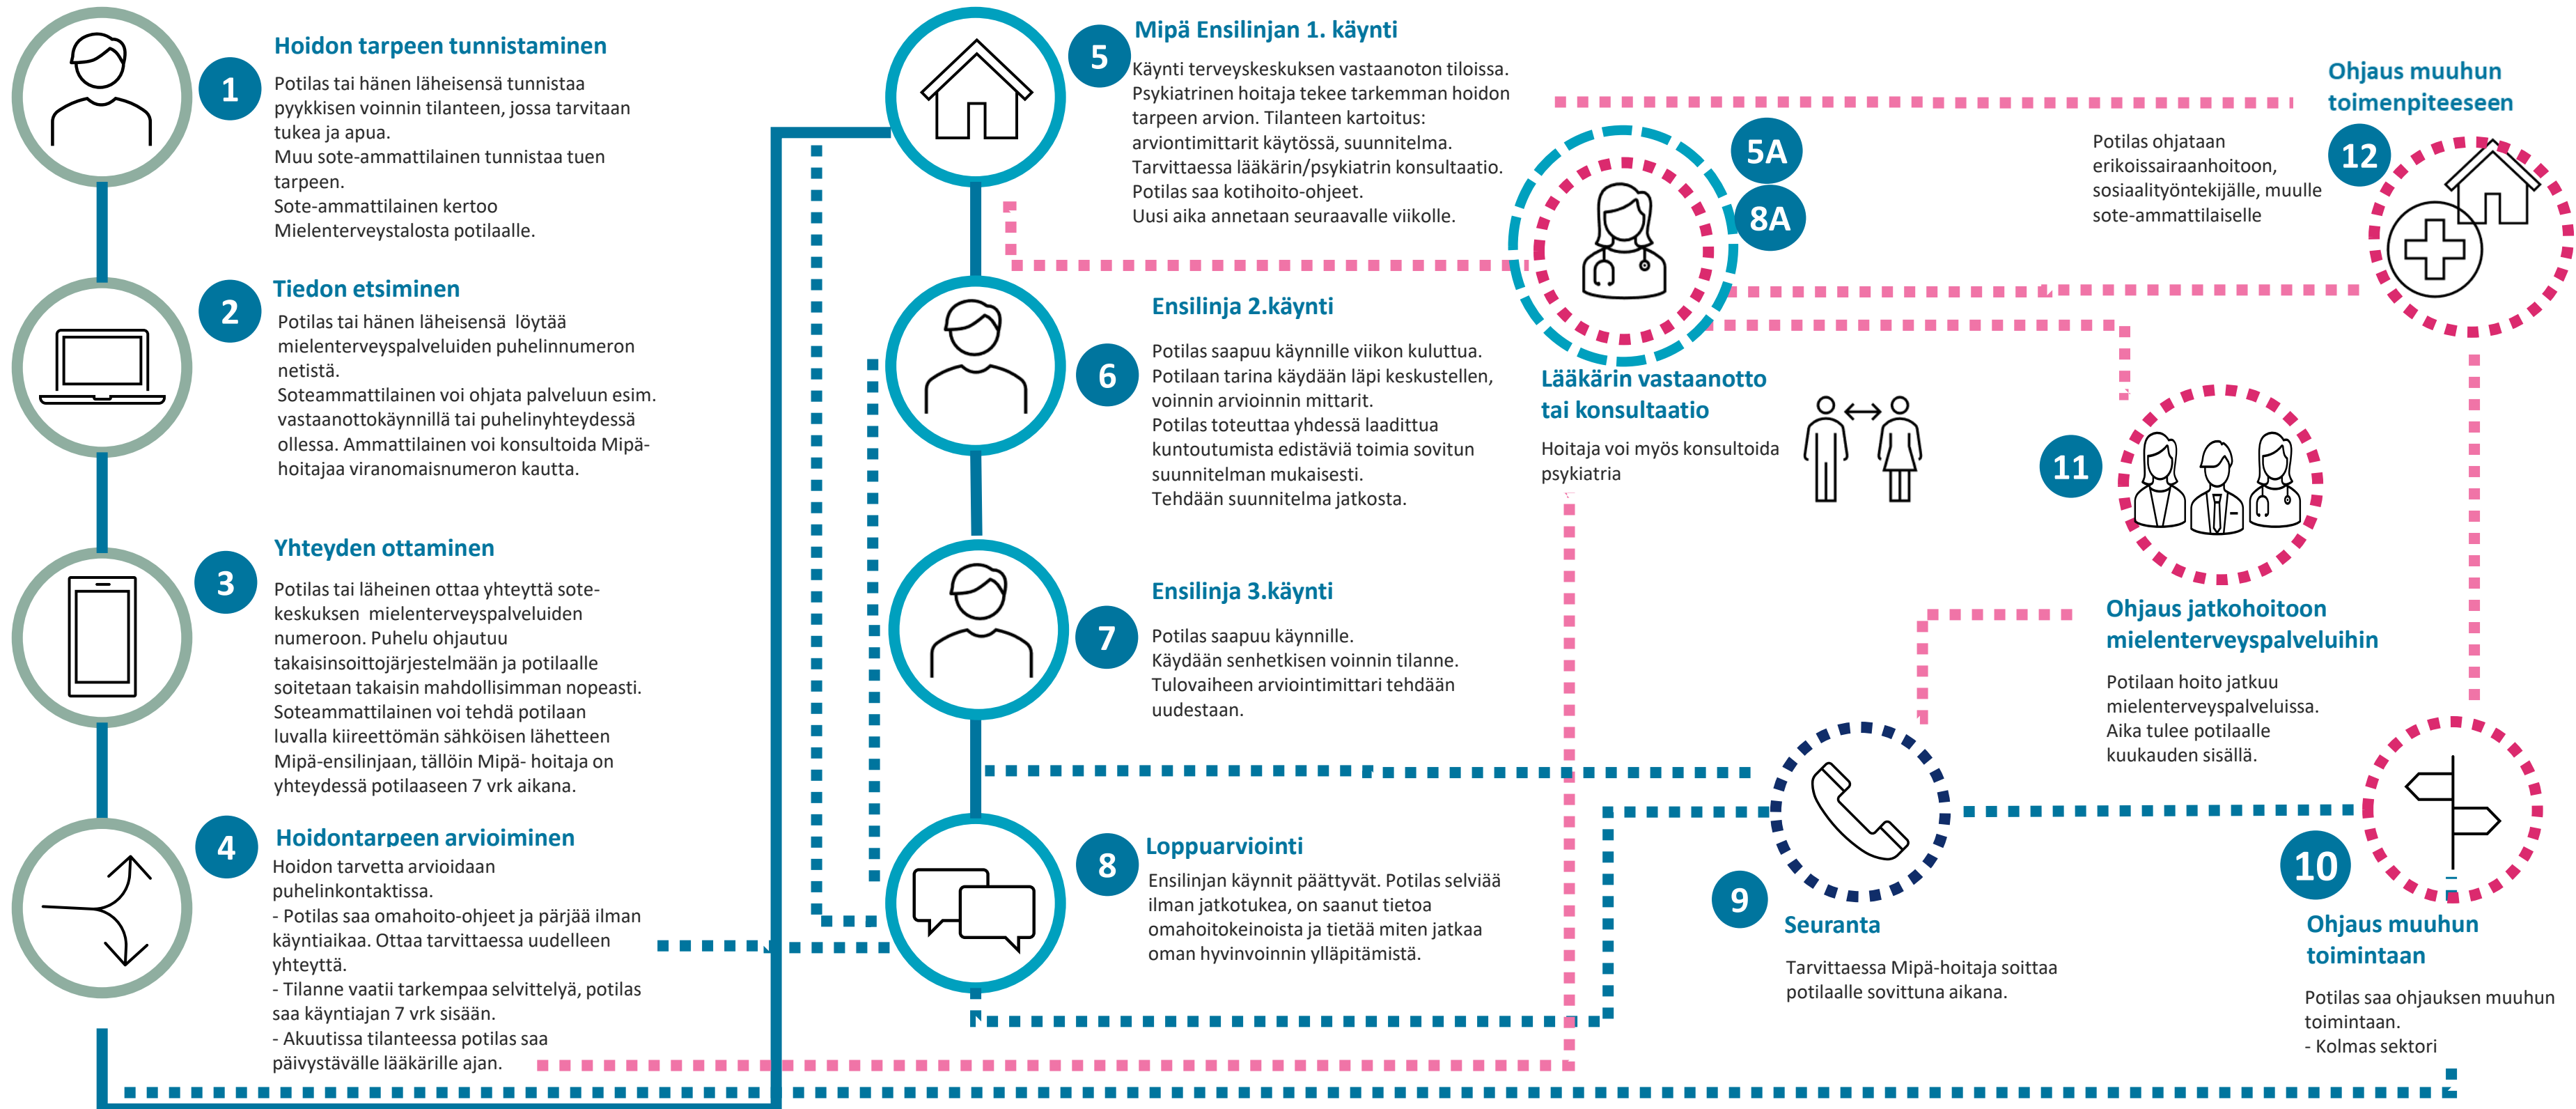 1
Hoidon tarpeen tunnistaminen
Potilas tai hänen läheisensä tunnistaa
pyykkisen voinnin tilanteen, jossa tarvitaan
tukea ja apua.
Muu sote-ammattilainen tunnistaa tuen
tarpeen.
Sote-ammattilainen kertoo
Mielenterveystalosta potilaalle.
2
Tiedon etsiminen
Potilas tai hänen läheisensä löytää
mielenterveyspalveluiden puhelinnumeron
netistä.
Soteammattilainen voi ohjata palveluun esim.
vastaanottokäynnillä tai puhelinyhteydessä
ollessa. Ammattilainen voi konsultoida Mipä-
hoitajaa viranomaisnumeron kautta.
3
Yhteyden ottaminen
Potilas tai läheinen ottaa yhteyttä sote-
keskuksen mielenterveyspalveluiden
numeroon. Puhelu ohjautuu
takaisinsoittojärjestelmään ja potilaalle
soitetaan takaisin mahdollisimman nopeasti.
Soteammattilainen voi tehdä potilaan
luvalla kiireettömän sähköisen lähetteen
Mipä-ensilinjaan, tällöin Mipä- hoitaja on
yhteydessä potilaaseen 7 vrk aikana.
4
Hoidontarpeen arvioiminen
Hoidon tarvetta arvioidaan
puhelinkontaktissa.
- Potilas saa omahoito-ohjeet ja pärjää ilman
käyntiaikaa. Ottaa tarvittaessa uudelleen
yhteyttä.
- Tilanne vaatii tarkempaa selvittelyä, potilas
saa käyntiajan 7 vrk sisään.
- Akuutissa tilanteessa potilas saa
päivystävälle lääkärille ajan.
5
Mipä Ensilinjan 1. käynti
Käynti terveyskeskuksen vastaanoton tiloissa.
Psykiatrinen hoitaja tekee tarkemman hoidon
tarpeen arvion. Tilanteen kartoitus:
arviontimittarit käytössä, suunnitelma.
Tarvittaessa lääkärin/psykiatrin konsultaatio.
Potilas saa kotihoito-ohjeet.
Uusi aika annetaan seuraavalle viikolle.
6
Ensilinja 2.käynti
Potilas saapuu käynnille viikon kuluttua.
Potilaan tarina käydään läpi keskustellen,
voinnin arvioinnin mittarit.
Potilas toteuttaa yhdessä laadittua
kuntoutumista edistäviä toimia sovitun
suunnitelman mukaisesti.
Tehdään suunnitelma jatkosta.
7
Ensilinja 3.käynti
Potilas saapuu käynnille.
Käydään senhetkisen voinnin tilanne.
Tulovaiheen arviointimittari tehdään
uudestaan.
8
Loppuarviointi
Ensilinjan käynnit päättyvät. Potilas selviää
ilman jatkotukea, on saanut tietoa
omahoitokeinoista ja tietää miten jatkaa
oman hyvinvoinnin ylläpitämistä.
5A
8A
Lääkärin vastaanotto
tai konsultaatio
Hoitaja voi myös konsultoida
psykiatria
9
Seuranta
Tarvittaessa Mipä-hoitaja soittaa
potilaalle sovittuna aikana.
10
Ohjaus muuhun
toimintaan
Potilas saa ohjauksen muuhun
toimintaan.
- Kolmas sektori
11
Ohjaus jatkohoitoon
mielenterveyspalveluihin
Potilaan hoito jatkuu
mielenterveyspalveluissa.
Aika tulee potilaalle
kuukauden sisällä.
12
Ohjaus muuhun
toimenpiteeseen
Potilas ohjataan
erikoissairaanhoitoon,
sosiaalityöntekijälle, muulle
sote-ammattilaiselle